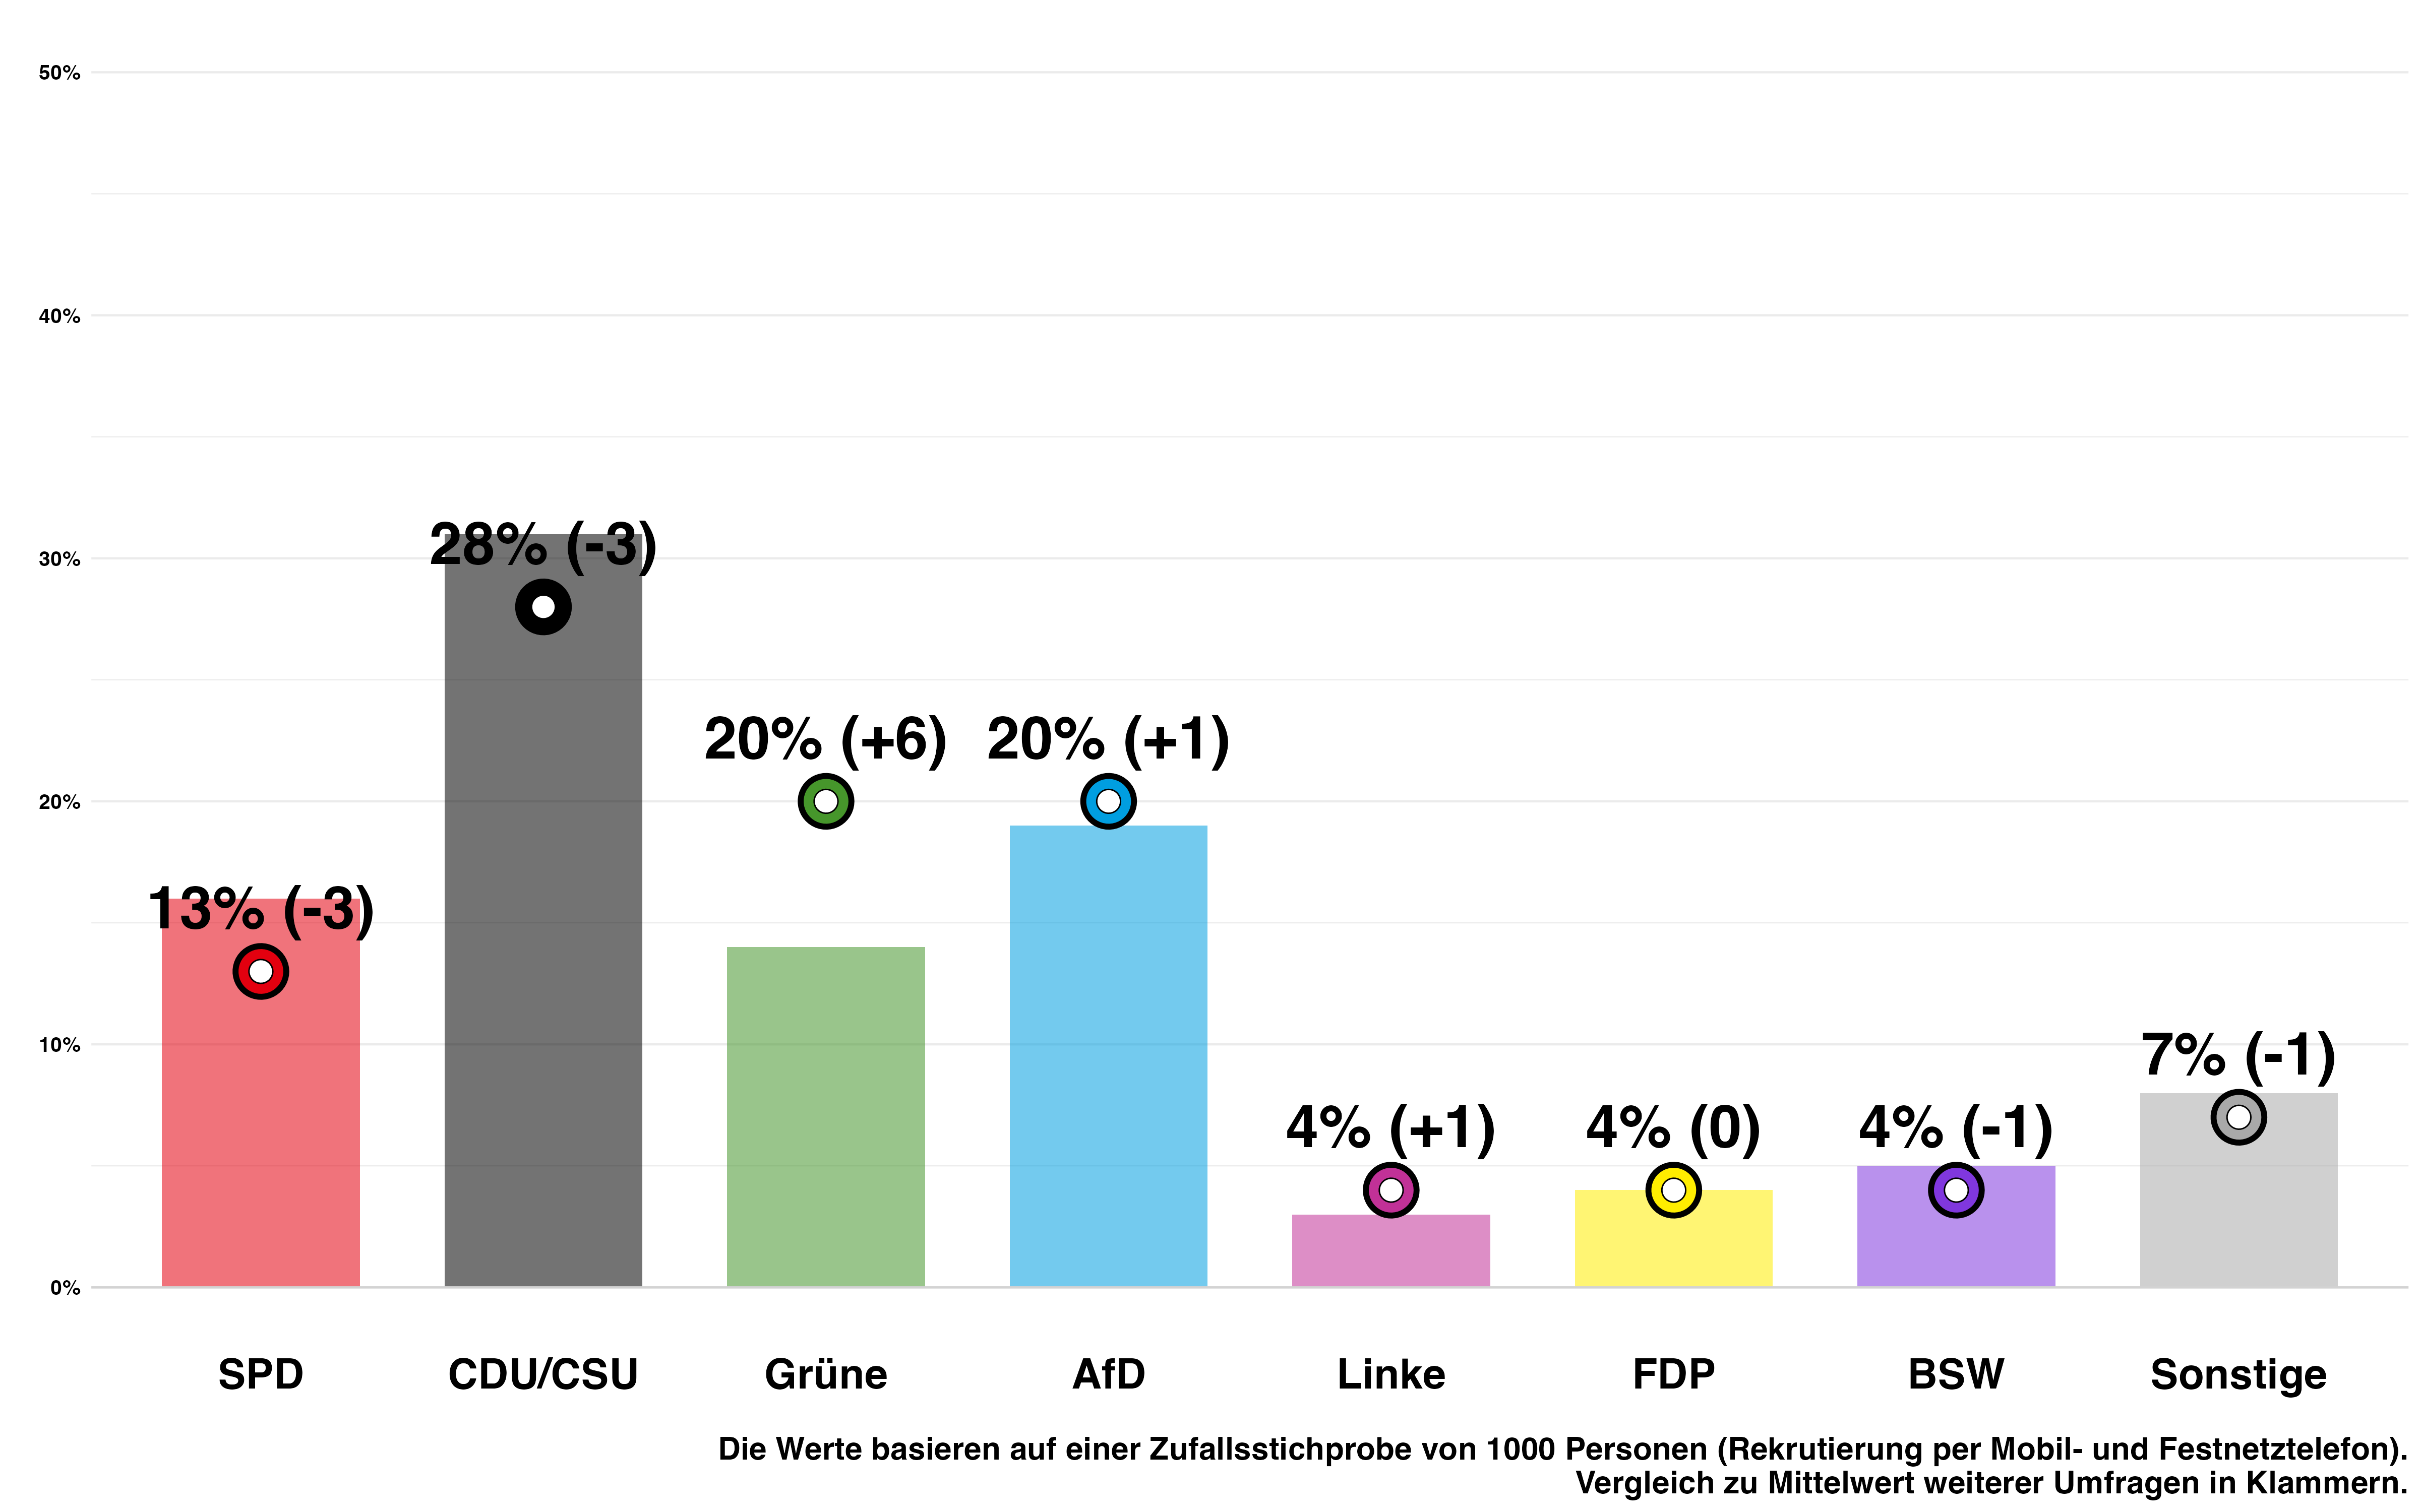 50%
40%
30%
20%
10%
0%
13% (-3)
28% (-3)
20% (+6)
20% (+1)
4% (+1)
4% (0)
4% (-1)
7% (-1)
SPD
CDU/CSU
Grüne
AfD
Linke
FDP
BSW
Sonstige
Die Werte basieren auf einer Zufallsstichprobe von 1000 Personen (Rekrutierung per Mobil- und Festnetztelefon).
Vergleich zu Mittelwert weiterer Umfragen in Klammern.